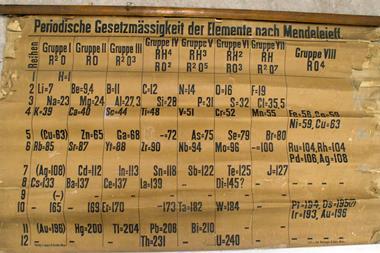 Periodische Gesetzmässigkeit der Elemente nach Mendelejeff.
Reihen Gruppe I Gruppe II Gruppe III Gruppe IV Gruppe V Gruppe VI Gruppe VII Gruppe VIII
RH⁴ RH³ RH² RH
R²O RO R²O³ RO² R²O⁵ RO³ R²O⁷ RO⁴
1 H=1
2 Li=7 Be=9,4 B=11 C=12 N=14 O=16 F=19
3 Na=23 Mg=24 Al=27,3 Si=28 P=31 S=32 Cl=35,5
4 K=39 Ca=40 Sc=44 Ti=48 V=51 Cr=52 Mn=55 Fe=56, Co=59
Ni=59, Cu=63
5 (Cu=63) Zn=65 Ga=68 -=72 As=75 Se=79 Br=80
6 Rb=85 Sr=87 Y=88 Zr=90 Nb=94 Mo=96 -=100 Ru=104, Rh=104
Pd=106, Ag=108
7 (Ag=108) Cd=112 In=113 Sn=118 Sb=122 Te=125 J=127
8 Cs=133 Ba=137 La=139 Ce=140 Di=145?
9 (-)
10 - 165 - 169 Er=170 - 173 Ta=182 W=184 Pt=194, Os=195(?)
Ir=193, Au=196
11 (Au=196) Hg=200 Tl=204 Pb=206 Bi=210
12 - - - Th=231 - U=240